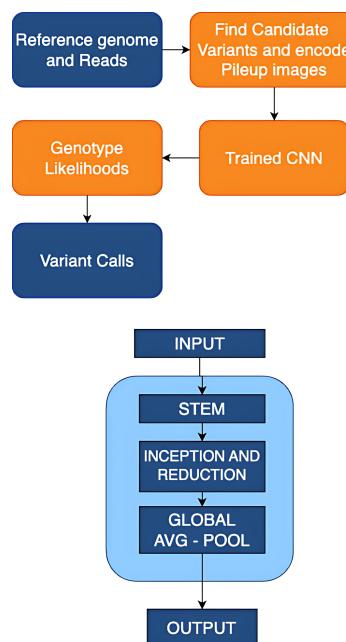 Reference genome
and Reads
Find Candidate
Variants and encode
Pileup images
Genotype
Likelihoods
Trained CNN
Variant Calls
INPUT
STEM
INCEPTION AND
REDUCTION
GLOBAL
AVG - POOL
OUTPUT